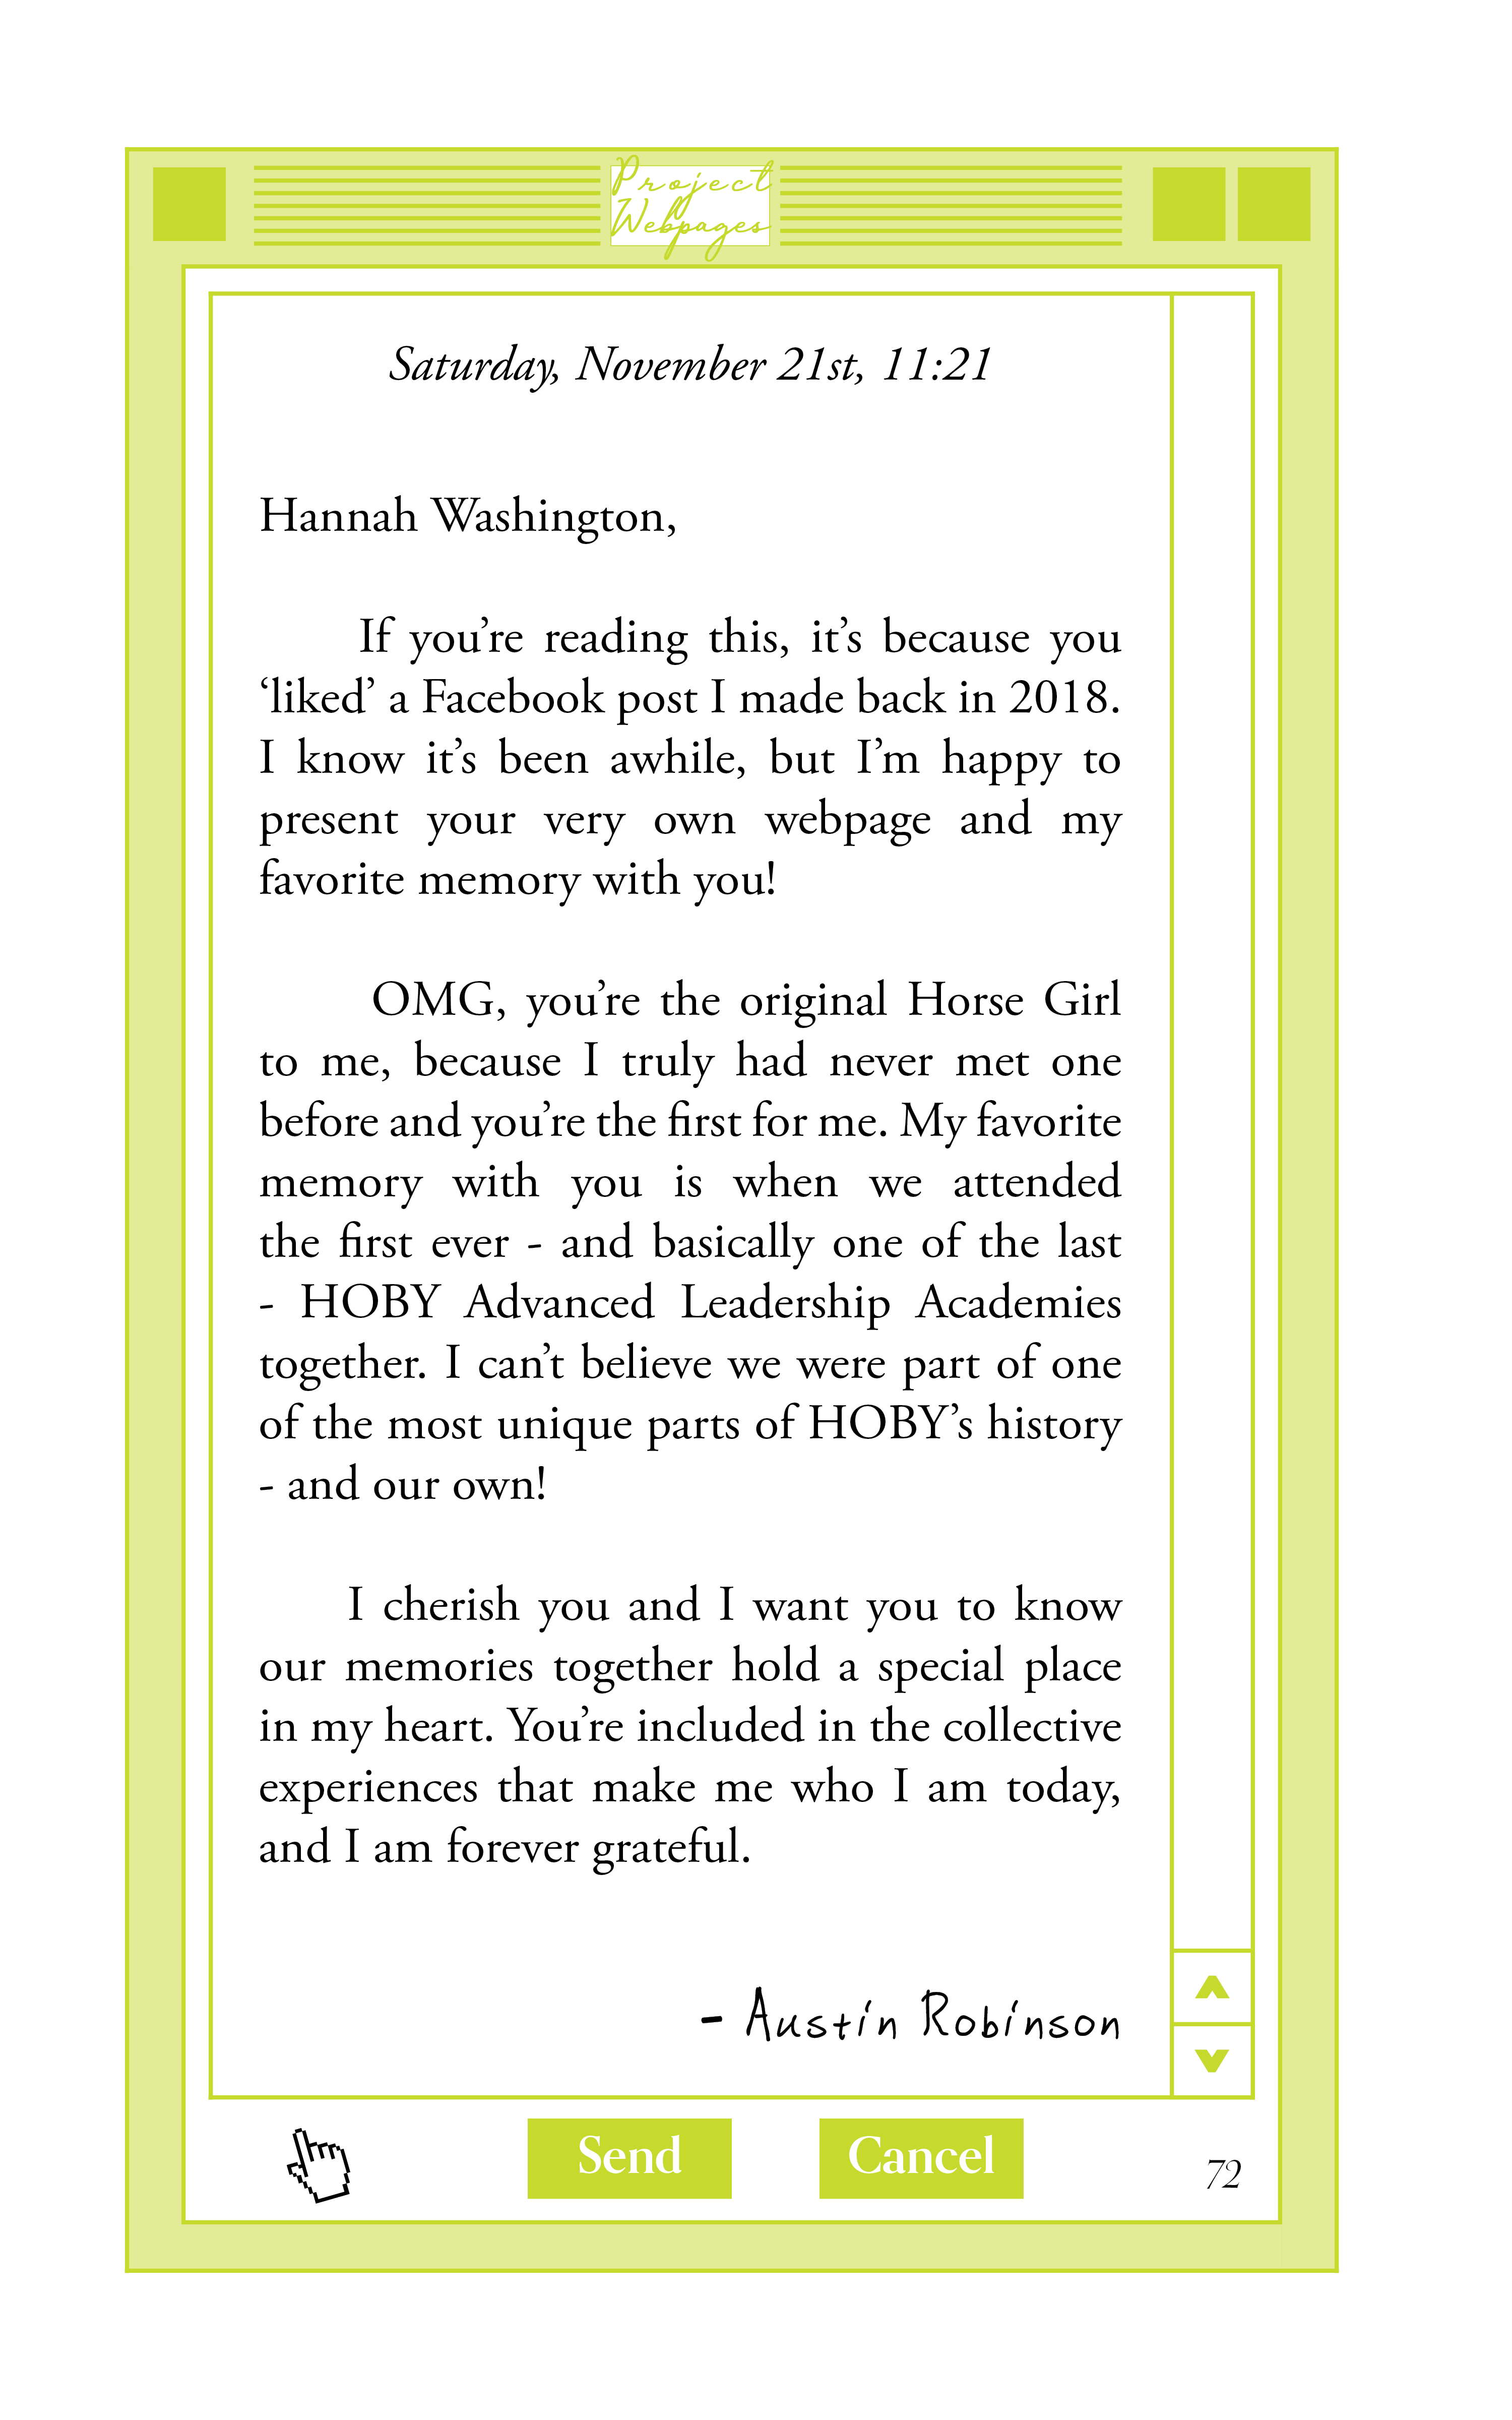 Project
Webpages
Saturday, November 21st, 11:21
Hannah Washington,
If you’re reading this, it’s because you
‘liked’ a Facebook post I made back in 2018.
I know it’s been awhile, but I’m happy to
present your very own webpage and my
favorite memory with you!
OMG, you’re the original Horse Girl
to me, because I truly had never met one
before and you’re the first for me. My favorite
memory with you is when we attended
the first ever - and basically one of the last
- HOBY Advanced Leadership Academies
together. I can’t believe we were part of one
of the most unique parts of HOBY’s history
- and our own!
I cherish you and I want you to know
our memories together hold a special place
in my heart. You’re included in the collective
experiences that make me who I am today,
and I am forever grateful.
- Austin Robinson
Send Cancel
72